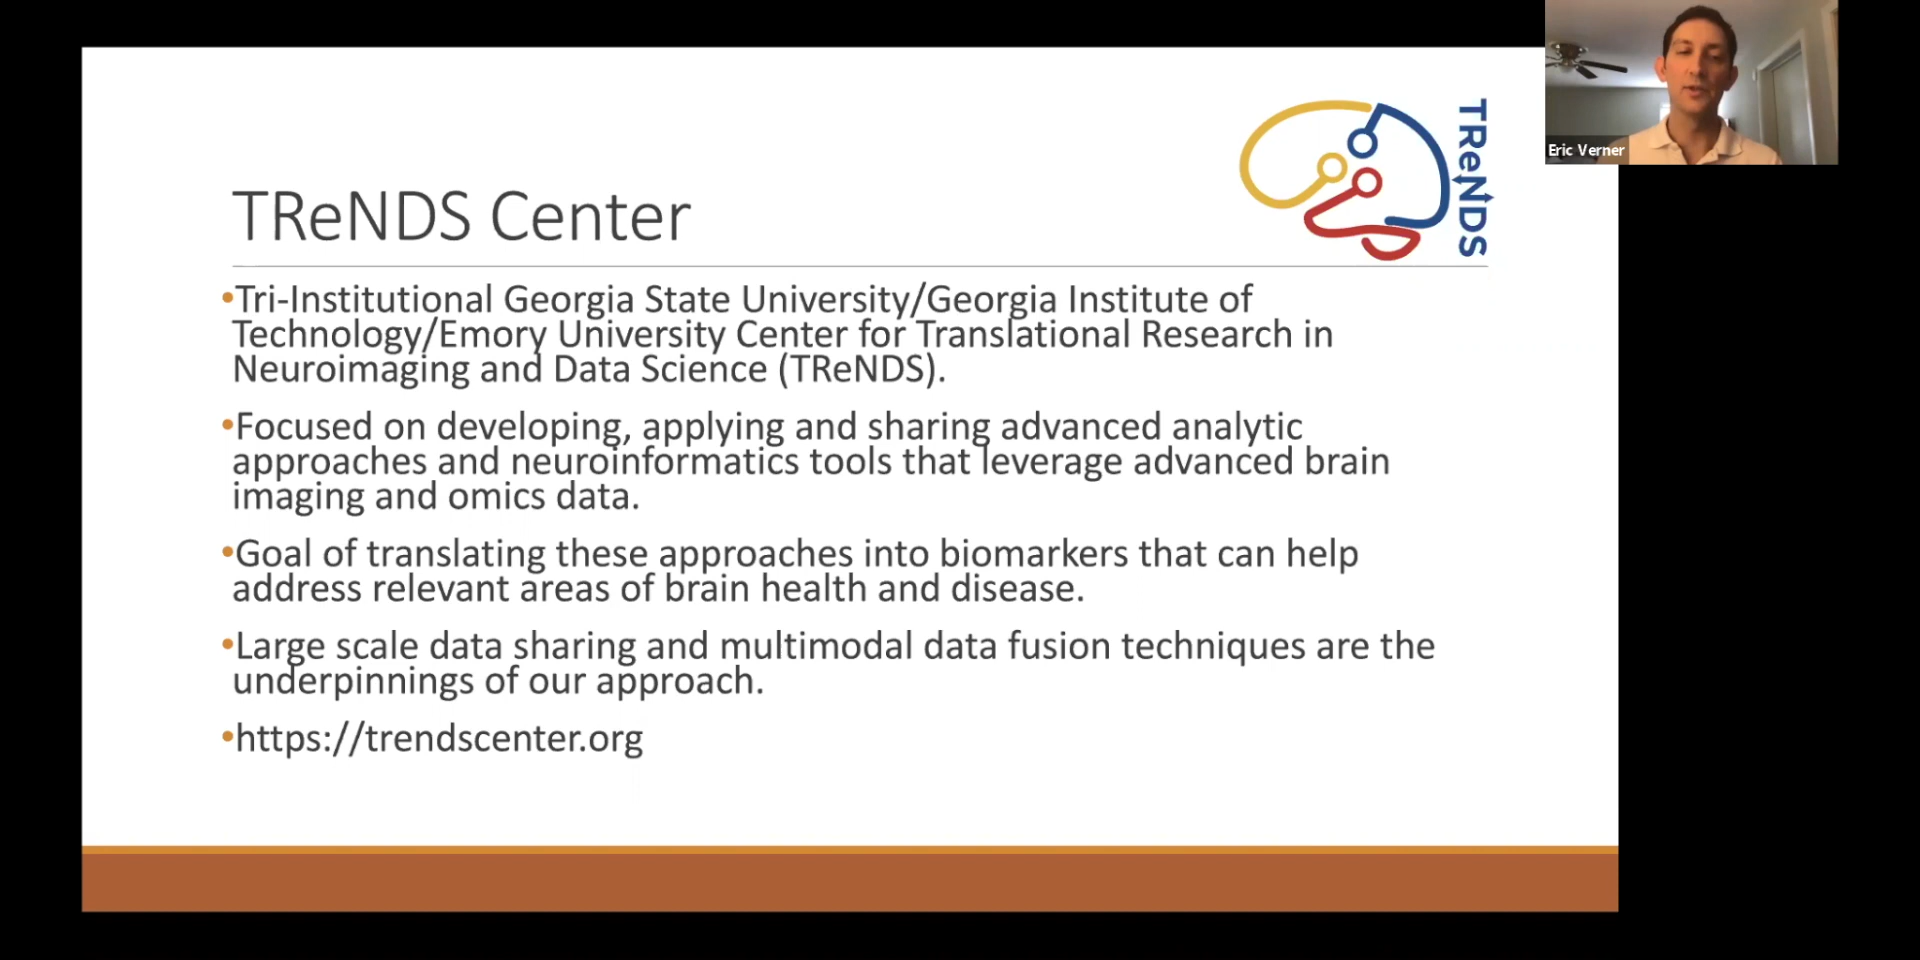 TReNDS
Eric Verner
TReNDS Center
•Tri-Institutional Georgia State University/Georgia Institute of
Technology/Emory University Center for Translational Research in
Neuroimaging and Data Science (TReNDS).
•Focused on developing, applying and sharing advanced analytic
approaches and neuroinformatics tools that leverage advanced brain
imaging and omics data.
•Goal of translating these approaches into biomarkers that can help
address relevant areas of brain health and disease.
•Large scale data sharing and multimodal data fusion techniques are the
underpinnings of our approach.
•https://trendscenter.org